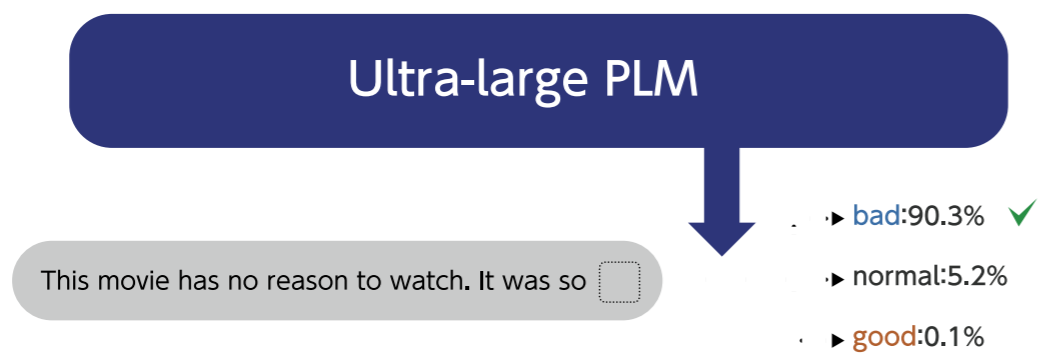 Ultra-large PLM
bad:90.3%
This movie has no reason to watch. It was so
normal:5.2%
good:0.1%